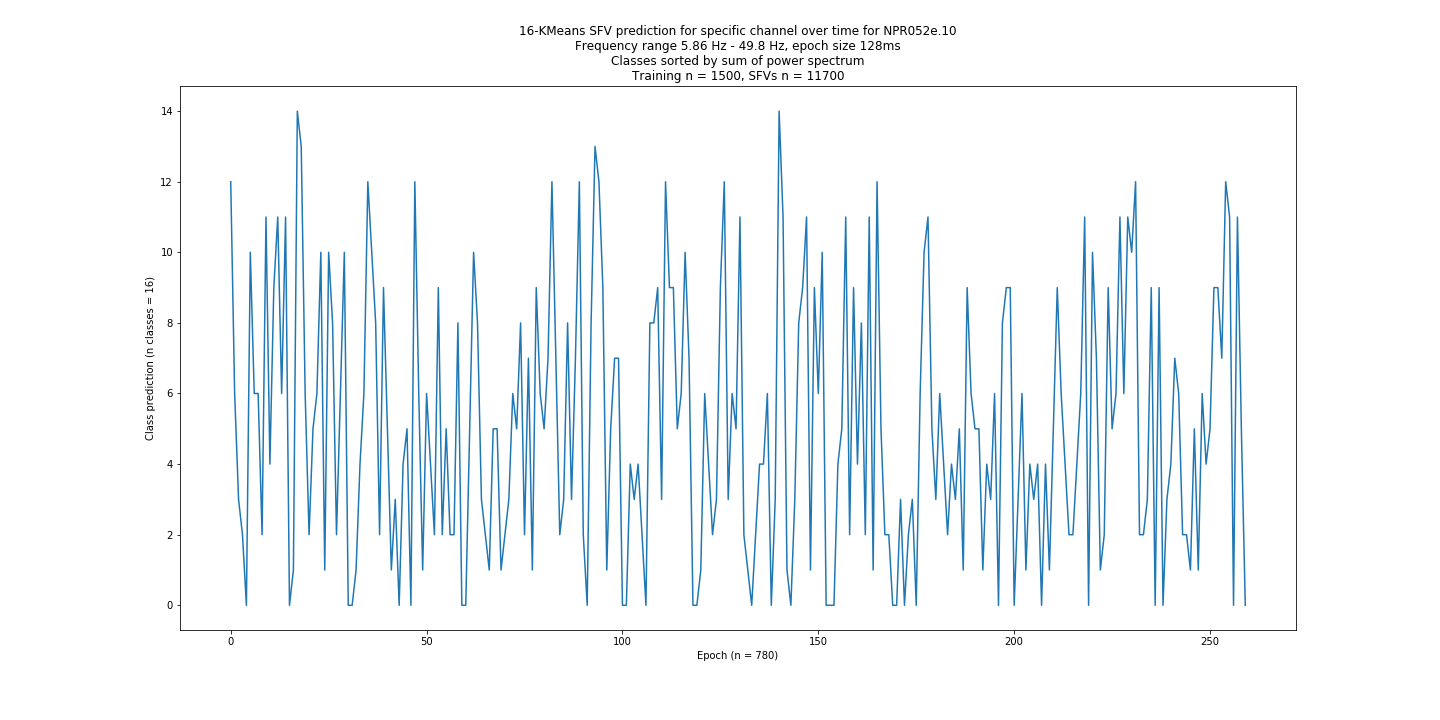 16-KMeans SFV prediction for specific channel over time for NPR052e.10
Frequency range 5.86 Hz - 49.8 Hz, epoch size 128ms
Classes sorted by sum of power spectrum
Training n = 1500, SFVs n = 11700
Class prediction (n classes = 16)
14
12
10
8
6
4
2
0
0 50 100 150 200 250
Epoch (n = 780)